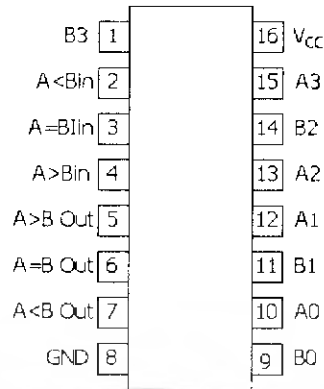 B3 1 16 VCC
A<Bin 2 15 A3
A=BIin 3 14 B2
A>Bin 4 13 A2
A>B Out 5 12 A1
A=B Out 6 11 B1
A<B Out 7 10 A0
GND 8 9 B0